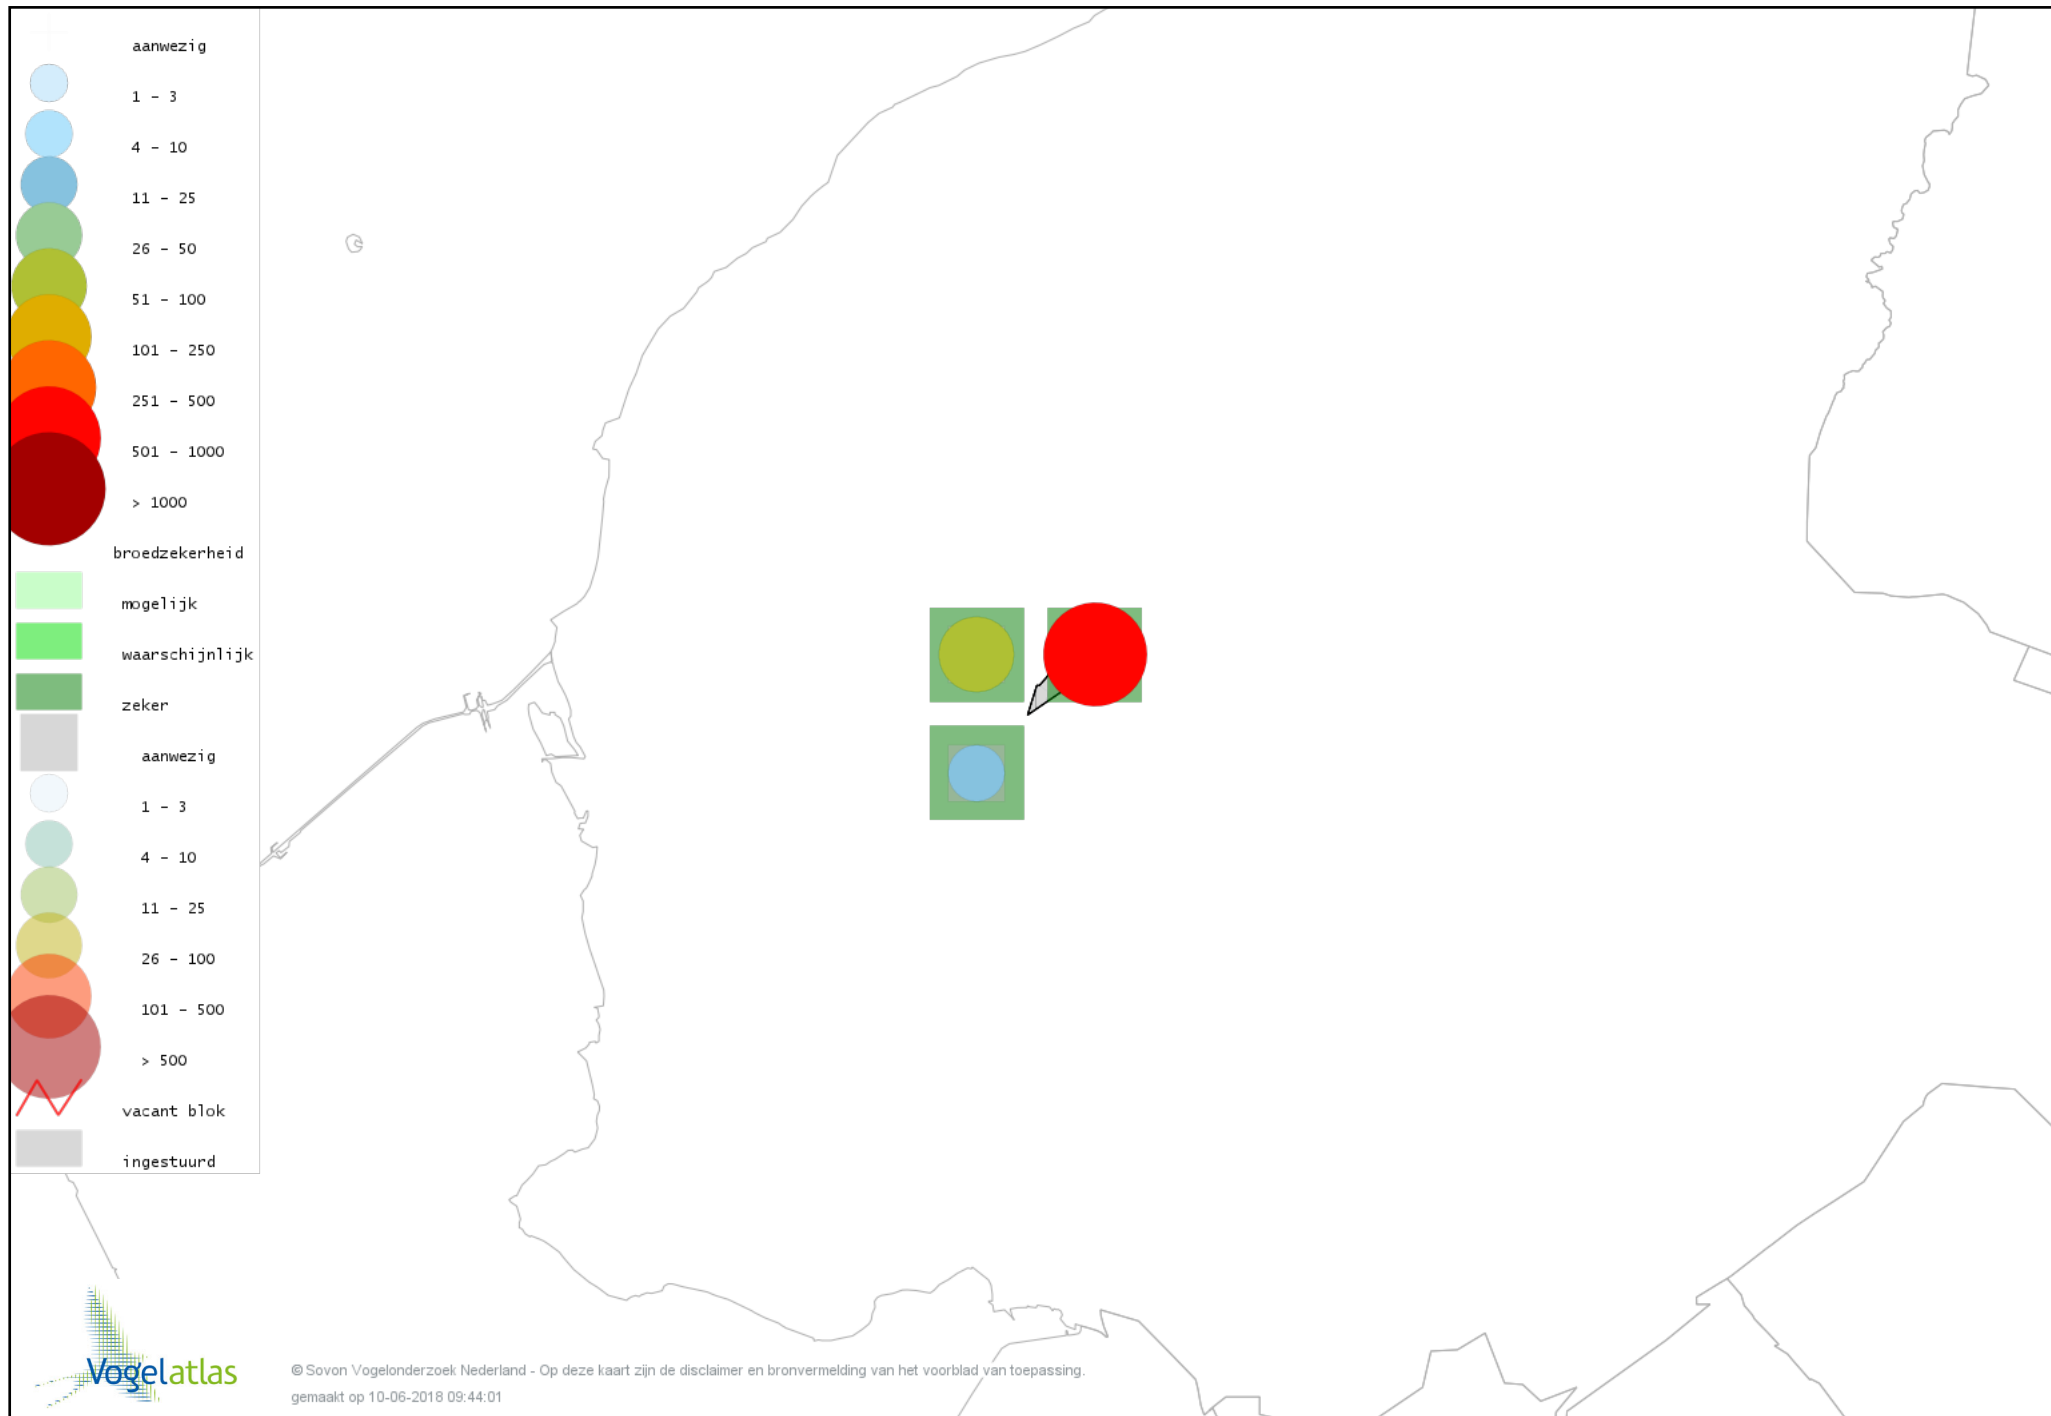 aanwezig
1 - 3
4 - 10
11 - 25
26 - 50
51 - 100
101 - 250
251 - 500
501 - 1000
> 1000
broedzekerheid
mogelijk
waarschijnlijk
zeker
aanwezig
1 - 3
4 - 10
11 - 25
26 - 100
101 - 500
> 500
vacant blok
ingestuurd
Vogelatlas
© Sovon Vogelonderzoek Nederland - Op deze kaart zijn de disclaimer en bronvermelding van het voorblad van toepassing.
gemaakt op 10-06-2018 09:44:01